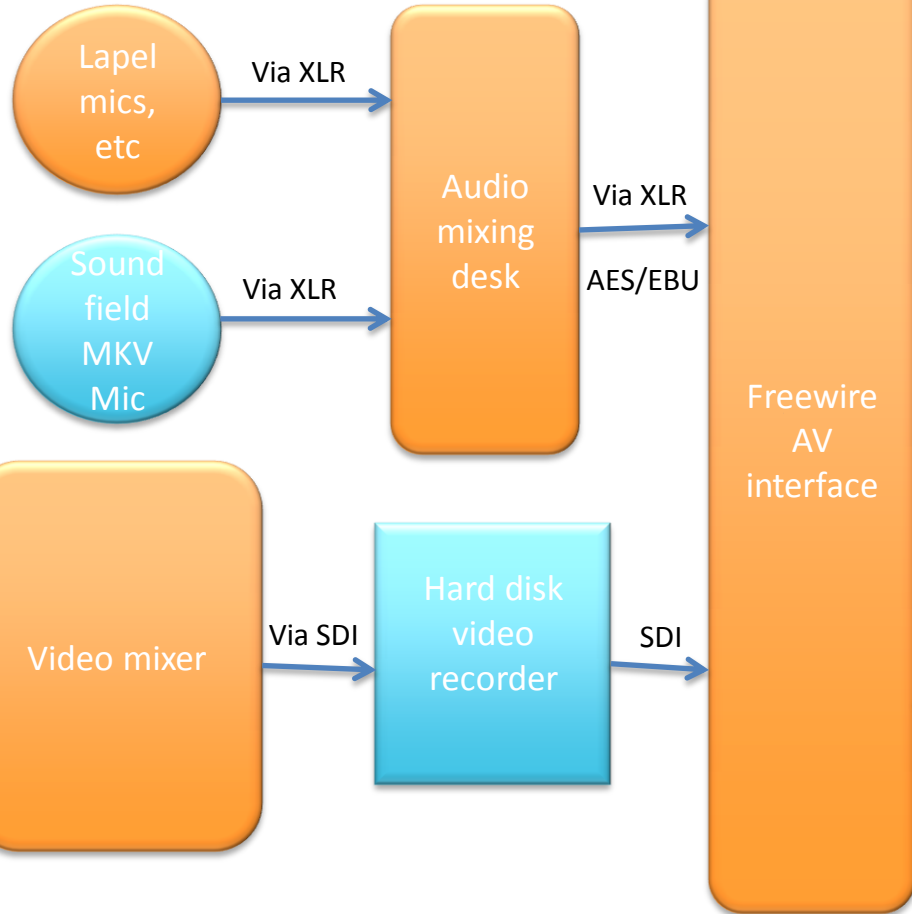 Lapel
mics,
etc
Via XLR
Audio
mixing
desk
Via XLR
AES/EBU
Sound
field
MKV
Mic
Via XLR
Freewire
AV
interface
Video mixer
Via SDI
Hard disk
video
recorder
SDI